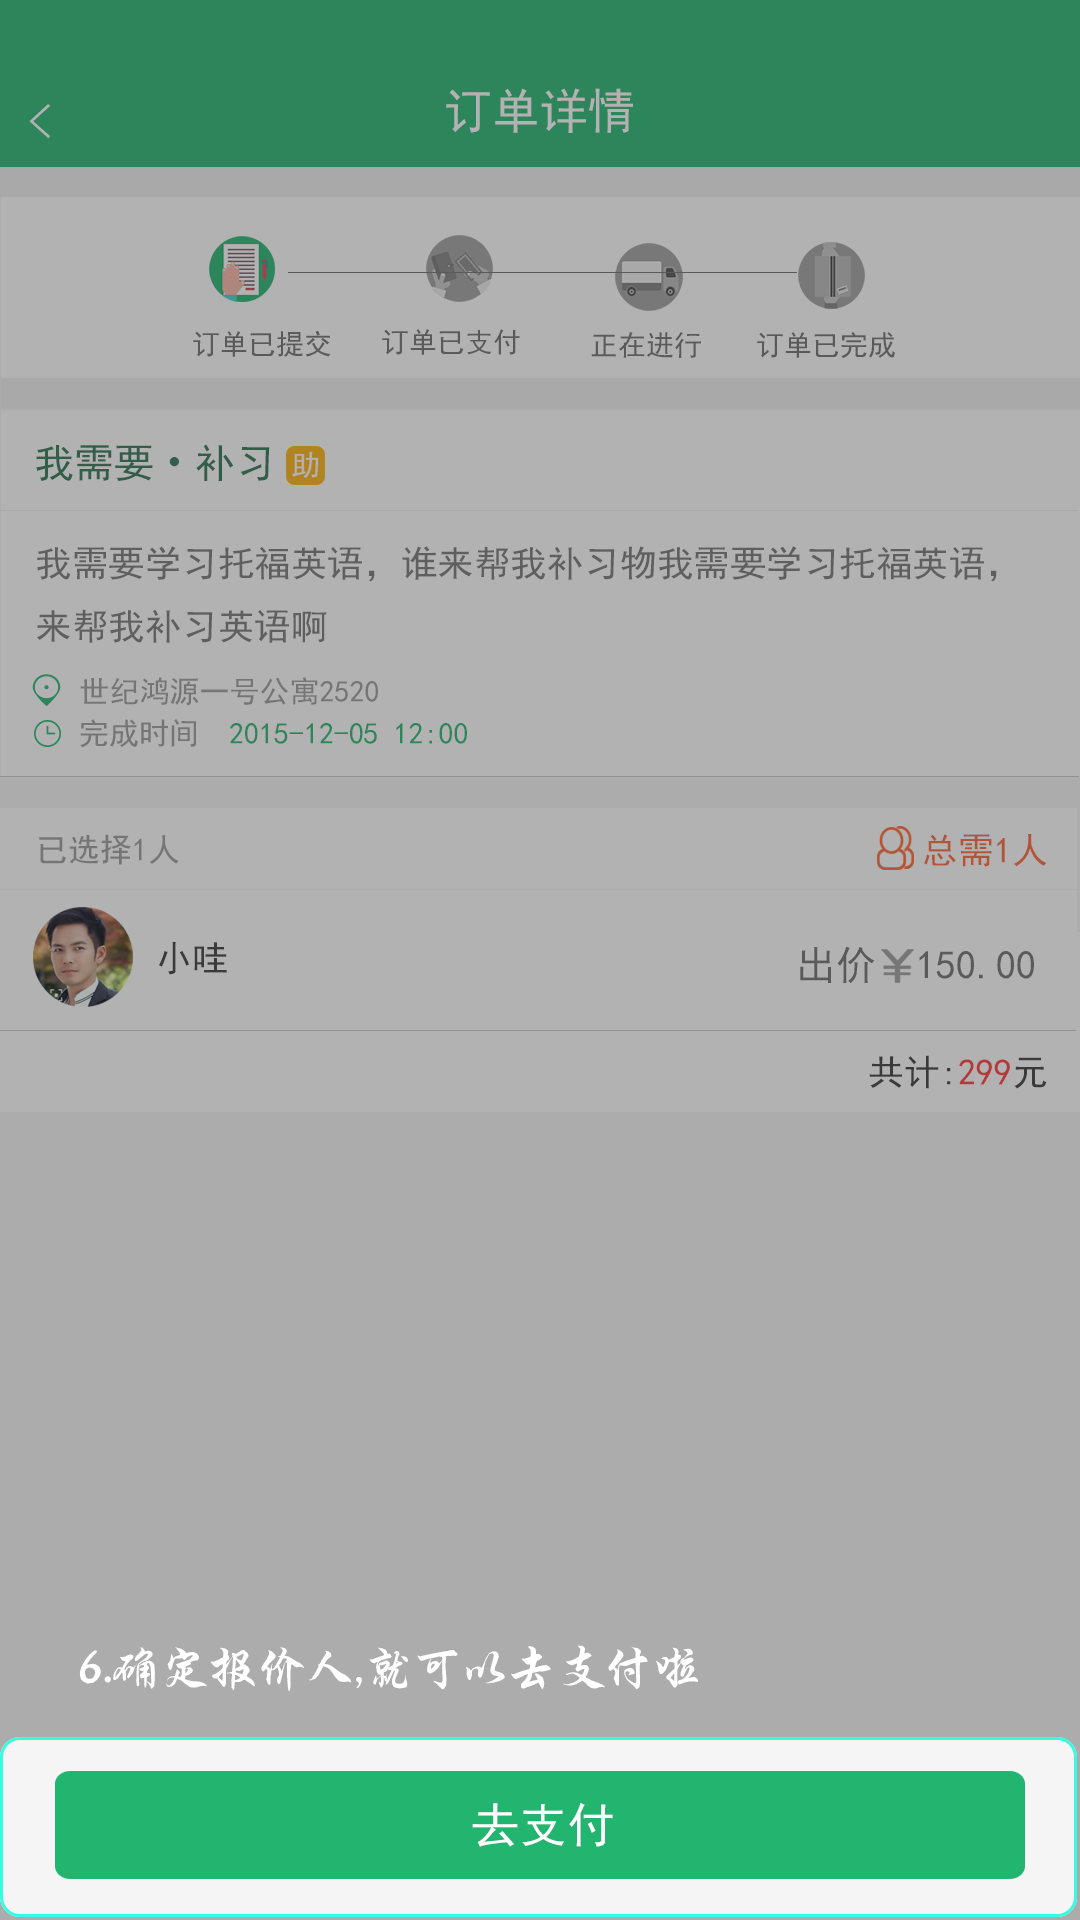 订单详情
订单已提交 订单已支付 正在进行 订单已完成
我需要·补习 助
我需要学习托福英语，谁来帮我补习物我需要学习托福英语，
来帮我补习英语啊
世纪鸿源一号公寓2520
完成时间 2015-12-05 12:00
已选择1人 总需1人
小哇 出价¥150.00
共计:299元
6.确定报价人,就可以去支付啦
去支付